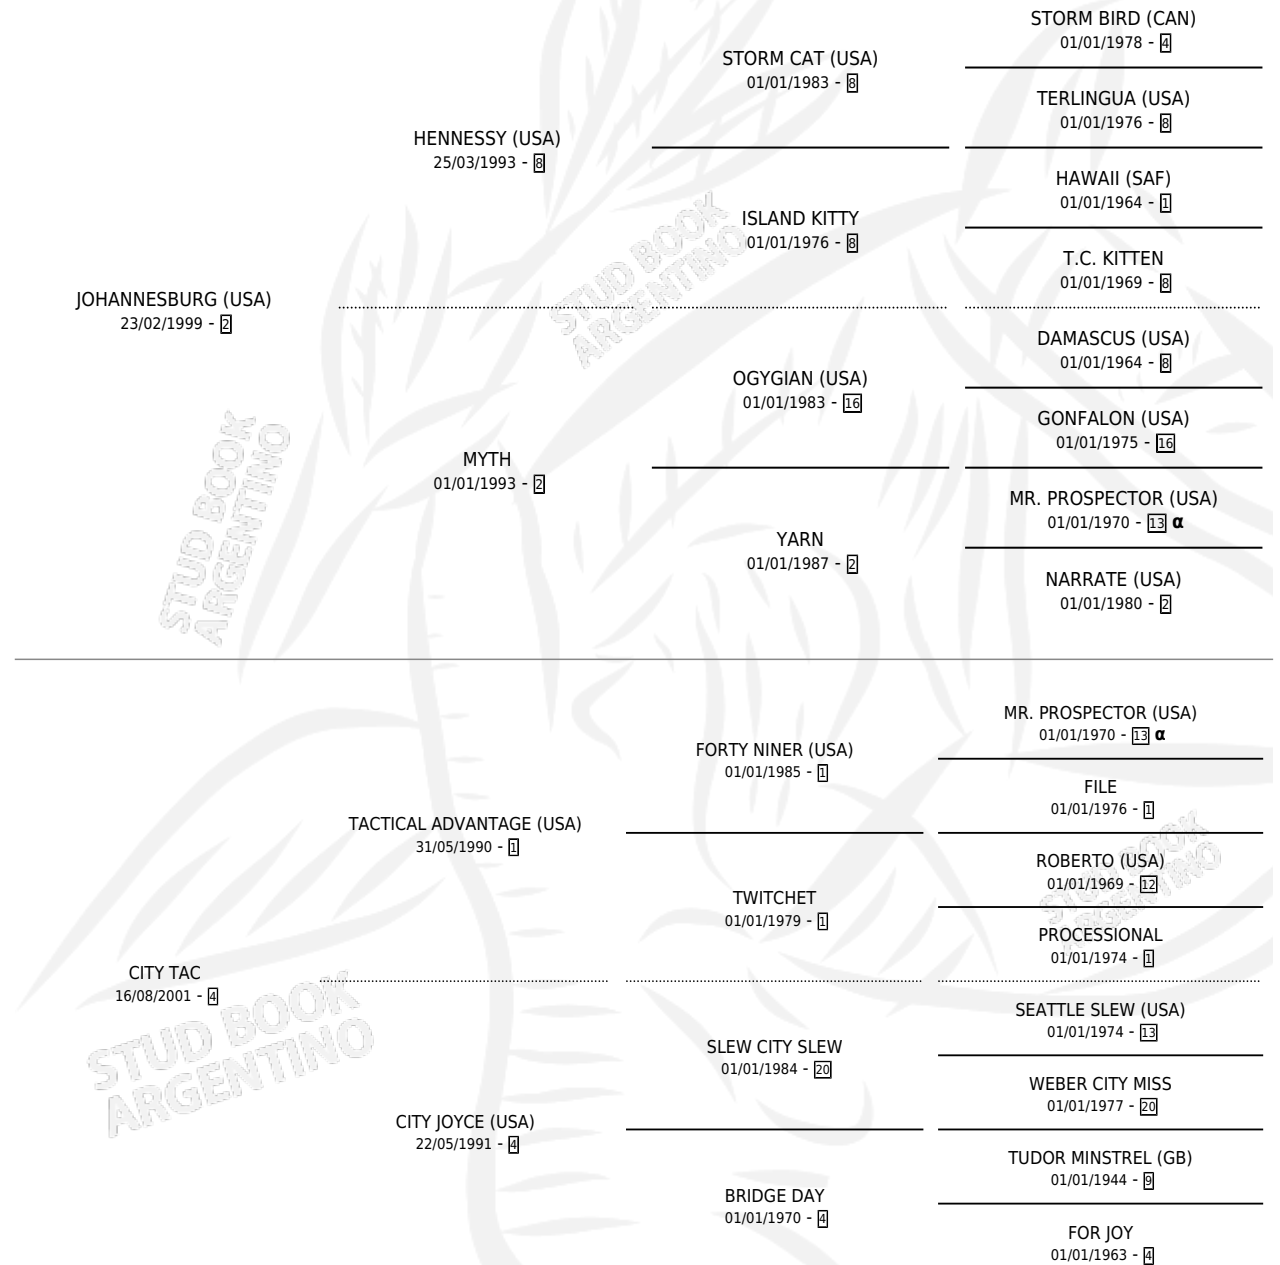 STORM BIRD (CAN)
01/01/1978 - 4
STORM CAT (USA)
01/01/1983 - 8
TERLINGUA (USA)
01/01/1976 - 8
HENNESSY (USA)
25/03/1993 - 8
HAWAII (SAF)
01/01/1964 - 1
ISLAND KITTY
01/01/1976 - 8
T.C. KITTEN
01/01/1969 - 8
JOHANNESBURG (USA)
23/02/1999 - 2
DAMASCUS (USA)
01/01/1964 - 8
OGYGIAN (USA)
01/01/1983 - 16
GONFALON (USA)
01/01/1975 - 16
MYTH
01/01/1993 - 2
MR. PROSPECTOR (USA)
01/01/1970 - 13 α
YARN
01/01/1987 - 2
NARRATE (USA)
01/01/1980 - 2
MR. PROSPECTOR (USA)
01/01/1970 - 13 α
FORTY NINER (USA)
01/01/1985 - 1
FILE
01/01/1976 - 1
TACTICAL ADVANTAGE (USA)
31/05/1990 - 1
ROBERTO (USA)
01/01/1969 - 12
TWITCHET
01/01/1979 - 1
PROCESSIONAL
01/01/1974 - 1
CITY TAC
16/08/2001 - 4
SEATTLE SLEW (USA)
01/01/1974 - 13
SLEW CITY SLEW
01/01/1984 - 20
WEBER CITY MISS
01/01/1977 - 20
CITY JOYCE (USA)
22/05/1991 - 4
TUDOR MINSTREL (GB)
01/01/1944 - 9
BRIDGE DAY
01/01/1970 - 4
FOR JOY
01/01/1963 - 4
STUD BOOK
ARGENTINO
STUD BOOK
ARGENTINO
STUD BOOK
ARGENTINO
STUD BOOK
ARGENTINO